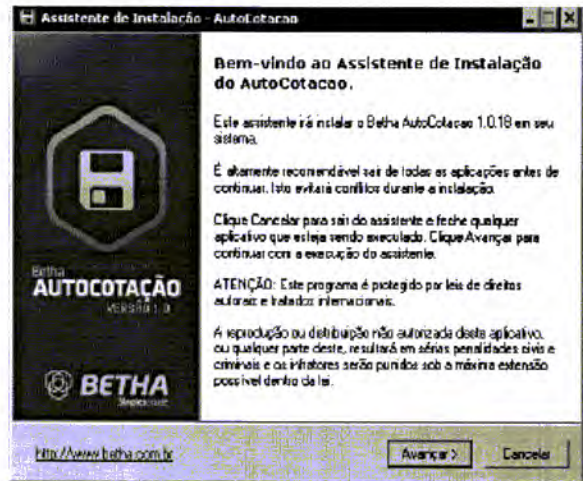 Assistente de Instalação - AutoCotacao
Bem-vindo ao Assistente de Instalação
do AutoCotacao.
Este assistente irá instalar o Betha AutoCotacao 1.0.18 em seu
sistema.
É altamente recomendável sair de todas as aplicações antes de
continuar. Isto evitará conflitos durante a instalação.
Clique Cancelar para sair do assistente e feche qualquer
aplicativo que esteja sendo executado. Clique Avançar para
continuar com a execução do assistente.
ATENÇÃO: Este programa é protegido por leis de direitos
autorais e tratados internacionais.
A reprodução ou distribuição não autorizada deste aplicativo,
ou qualquer parte deste, resultará em sérias penalidades civis e
criminais e os infratores serão punidos sob a máxima extensão
possível dentro da lei.
Betha
AUTOCOTAÇÃO
VERSÃO 1.0
BETHA
http://www.betha.com.br
Avançar >
Cancelar